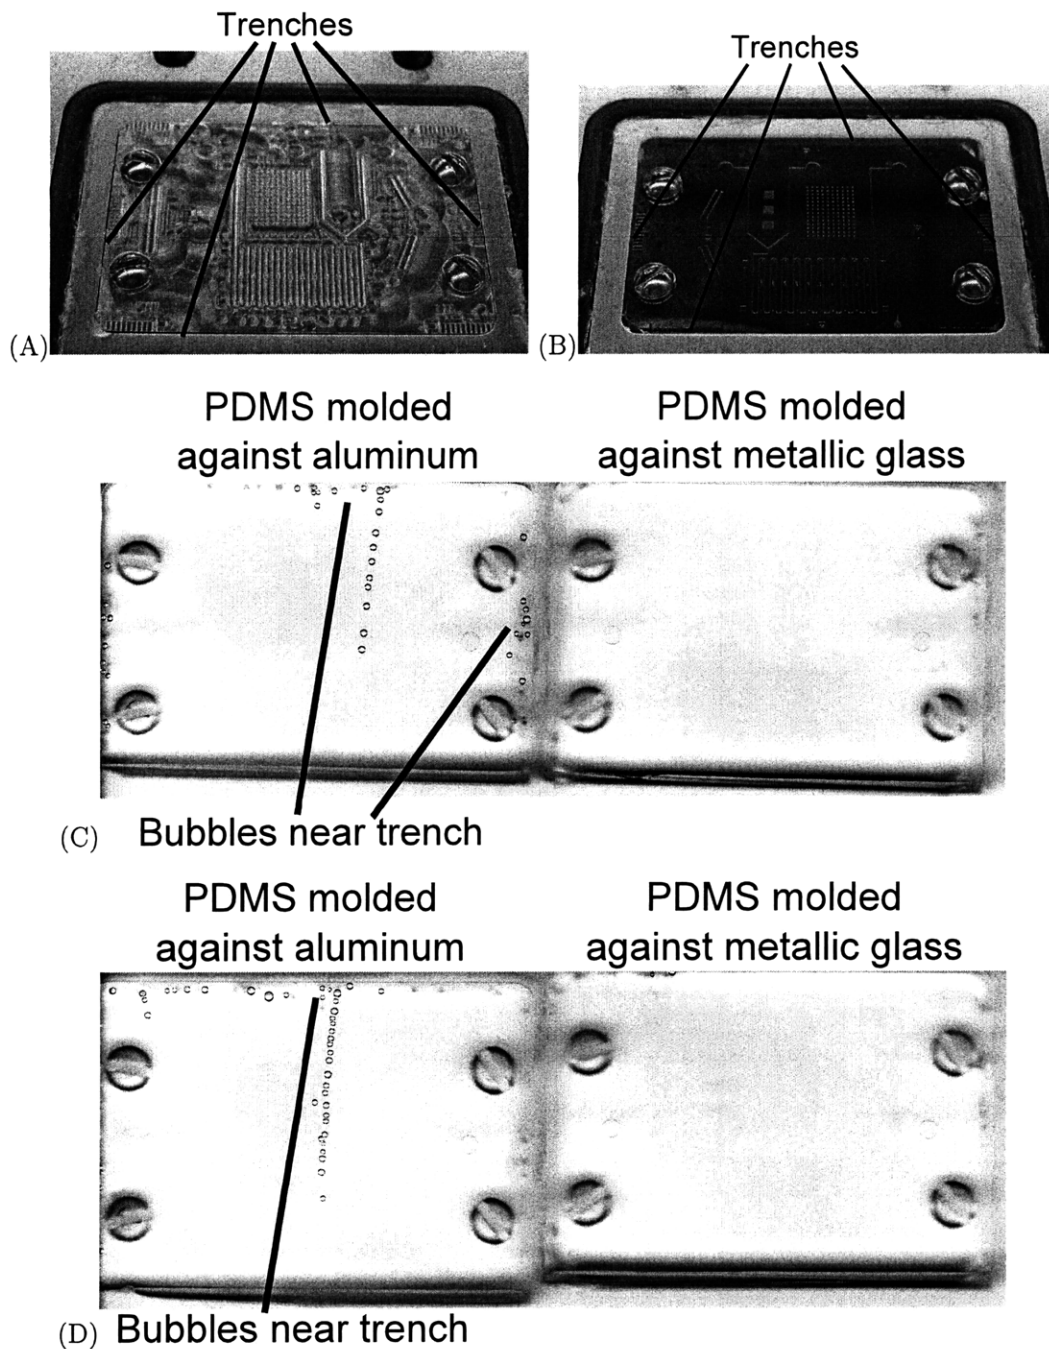 Trenches
Trenches
(A)
(B)
PDMS molded
against aluminum
PDMS molded
against metallic glass
(C)
Bubbles near trench
PDMS molded
against aluminum
PDMS molded
against metallic glass
(D)
Bubbles near trench